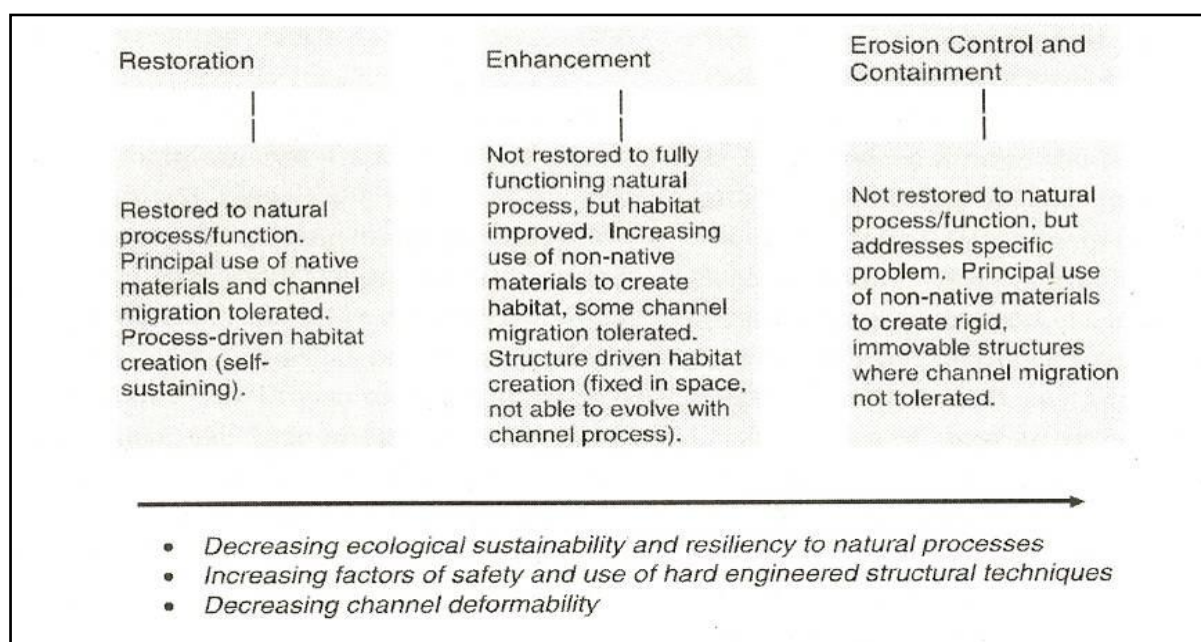 Restoration
Restored to natural
process/function.
Principal use of native
materials and channel
migration tolerated.
Process-driven habitat
creation (self-
sustaining).
Enhancement
Not restored to fully
functioning natural
process, but habitat
improved. Increasing
use of non-native
materials to create
habitat, some channel
migration tolerated.
Structure driven habitat
creation (fixed in space,
not able to evolve with
channel process).
Erosion Control and
Containment
Not restored to natural
process/function, but
addresses specific
problem. Principal use
of non-native materials
to create rigid,
immovable structures
where channel migration
not tolerated.
• Decreasing ecological sustainability and resiliency to natural processes
• Increasing factors of safety and use of hard engineered structural techniques
• Decreasing channel deformability